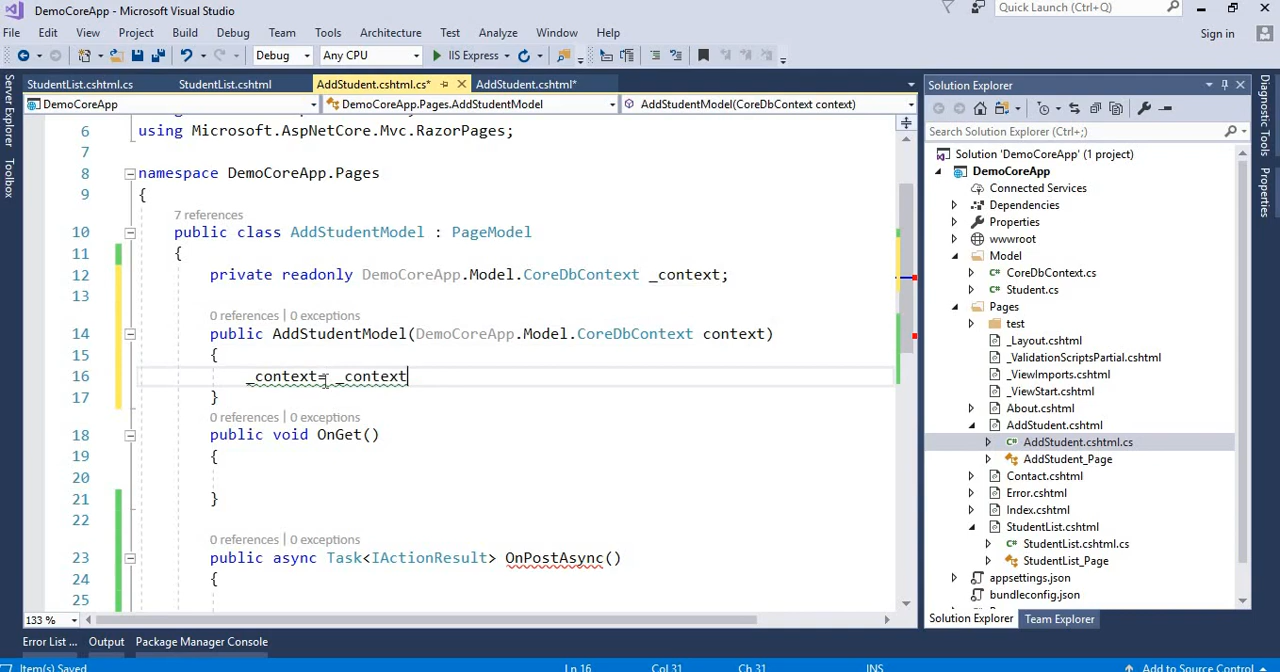 DemoCoreApp - Microsoft Visual Studio
Quick Launch (Ctrl+Q)
File Edit View Project Build Debug Team Tools Architecture Test Analyze Window Help
Sign in
Debug Any CPU IIS Express
Server Explorer
Toolbox
StudentList.cshtml.cs StudentList.cshtml AddStudent.cshtml.cs* AddStudent.cshtml*
DemoCoreApp DemoCoreApp.Pages.AddStudentModel AddStudentModel(CoreDbContext context)
6 using Microsoft.AspNetCore.Mvc.RazorPages;
7
8 namespace DemoCoreApp.Pages
9 {
7 references
10 public class AddStudentModel : PageModel
11 {
12 private readonly DemoCoreApp.Model.CoreDbContext _context;
13
0 references | 0 exceptions
14 public AddStudentModel(DemoCoreApp.Model.CoreDbContext context)
15 {
16 _context= _context
17 }
0 references | 0 exceptions
18 public void OnGet()
19 {
20
21 }
22
0 references | 0 exceptions
23 public async Task<IActionResult> OnPostAsync()
24 {
25
133 %
Solution Explorer
Search Solution Explorer (Ctrl+;)
Solution 'DemoCoreApp' (1 project)
DemoCoreApp
Connected Services
Dependencies
Properties
wwwroot
Model
CoreDbContext.cs
Student.cs
Pages
test
_Layout.cshtml
_ValidationScriptsPartial.cshtml
_ViewImports.cshtml
_ViewStart.cshtml
About.cshtml
AddStudent.cshtml
AddStudent.cshtml.cs
AddStudent_Page
Contact.cshtml
Error.cshtml
Index.cshtml
StudentList.cshtml
StudentList.cshtml.cs
StudentList_Page
appsettings.json
bundleconfig.json
Solution Explorer Team Explorer
Diagnostic Tools
Properties
Error List ... Output Package Manager Console
Item(s) Saved Ln 16 Col 31 Ch 31 INS Add to Source Control